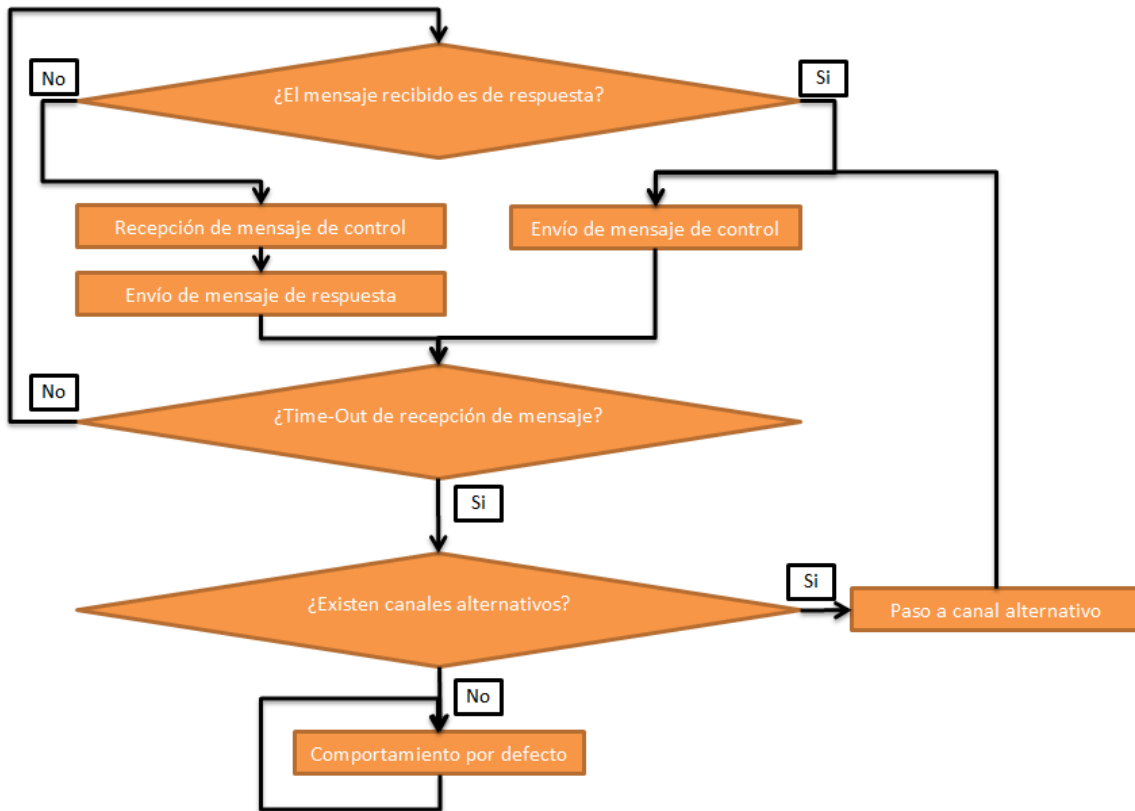 No
Si
¿El mensaje recibido es de respuesta?
Recepción de mensaje de control
Envío de mensaje de control
Envío de mensaje de respuesta
No
¿Time-Out de recepción de mensaje?
Si
¿Existen canales alternativos?
Si
Paso a canal alternativo
No
Comportamiento por defecto